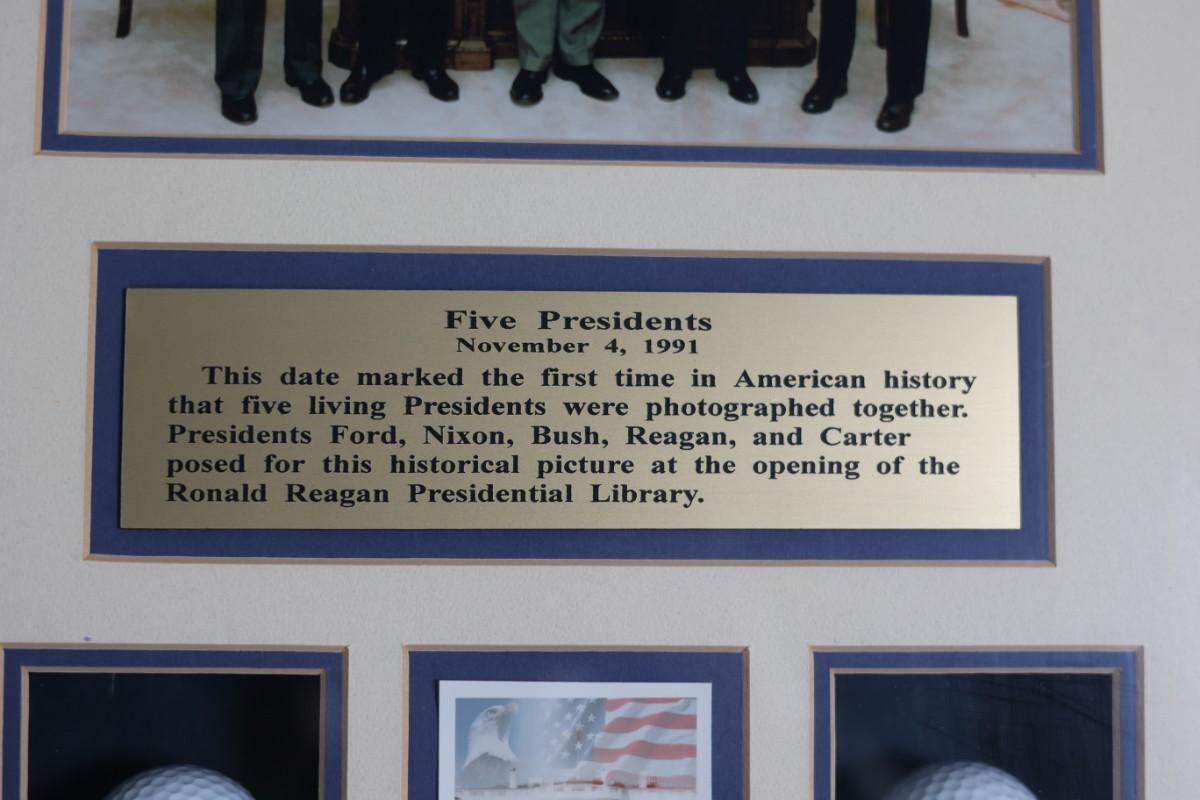 Five Presidents
November 4, 1991
This date marked the first time in American history
that five living Presidents were photographed together.
Presidents Ford, Nixon, Bush, Reagan, and Carter
posed for this historical picture at the opening of the
Ronald Reagan Presidential Library.